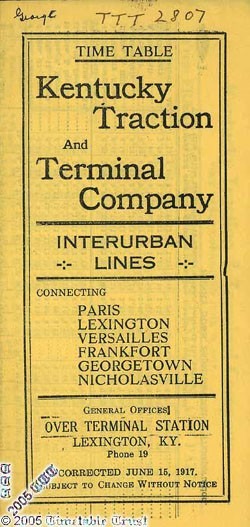 Georget
TTT 2807
TIME TABLE
Kentucky
Traction
And
Terminal
Company
INTERURBAN
-:- LINES -:-
CONNECTING
PARIS
LEXINGTON
VERSAILLES
FRANKFORT
GEORGETOWN
NICHOLASVILLE
GENERAL OFFICES
OVER TERMINAL STATION
LEXINGTON, KY.
Phone 19
CORRECTED JUNE 15, 1917.
SUBJECT TO CHANGE WITHOUT NOTICE
© 2005 Timetable Trust